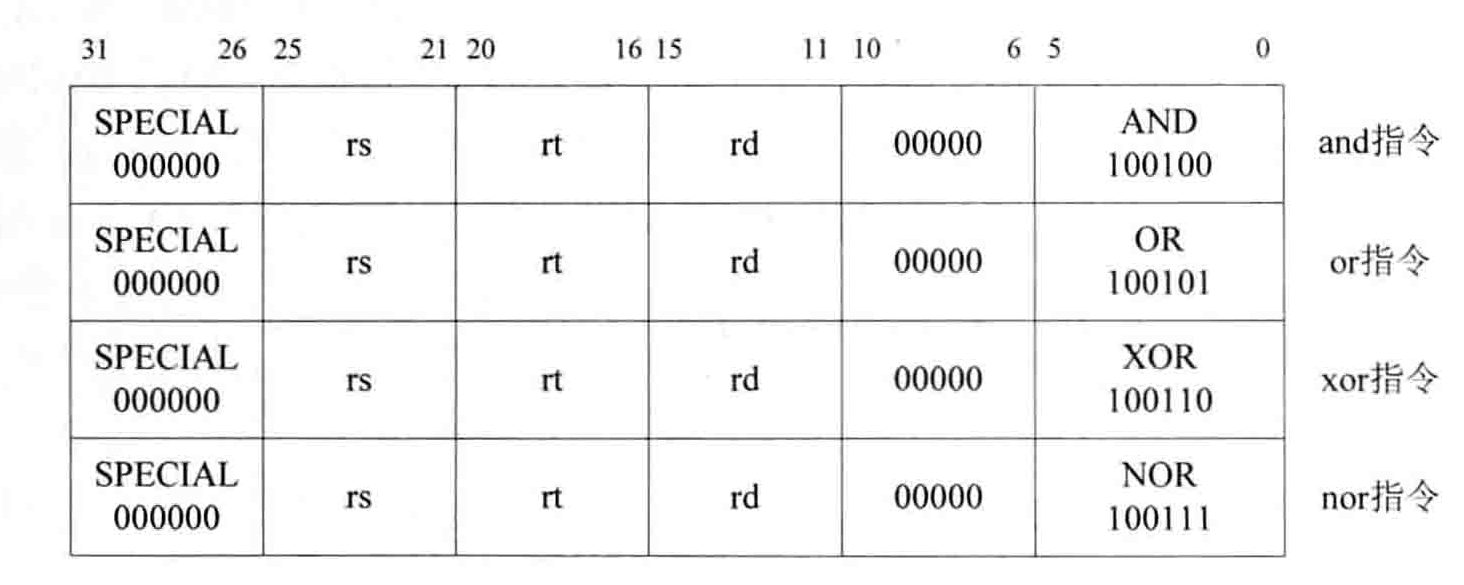 31 26 25 21 20 16 15 11 10 6 5 0
SPECIAL AND
rs rt rd 00000 and指令
000000 100100
SPECIAL OR
rs rt rd 00000 or指令
000000 100101
SPECIAL XOR
rs rt rd 00000 xor指令
000000 100110
SPECIAL NOR
rs rt rd 00000 nor指令
000000 100111